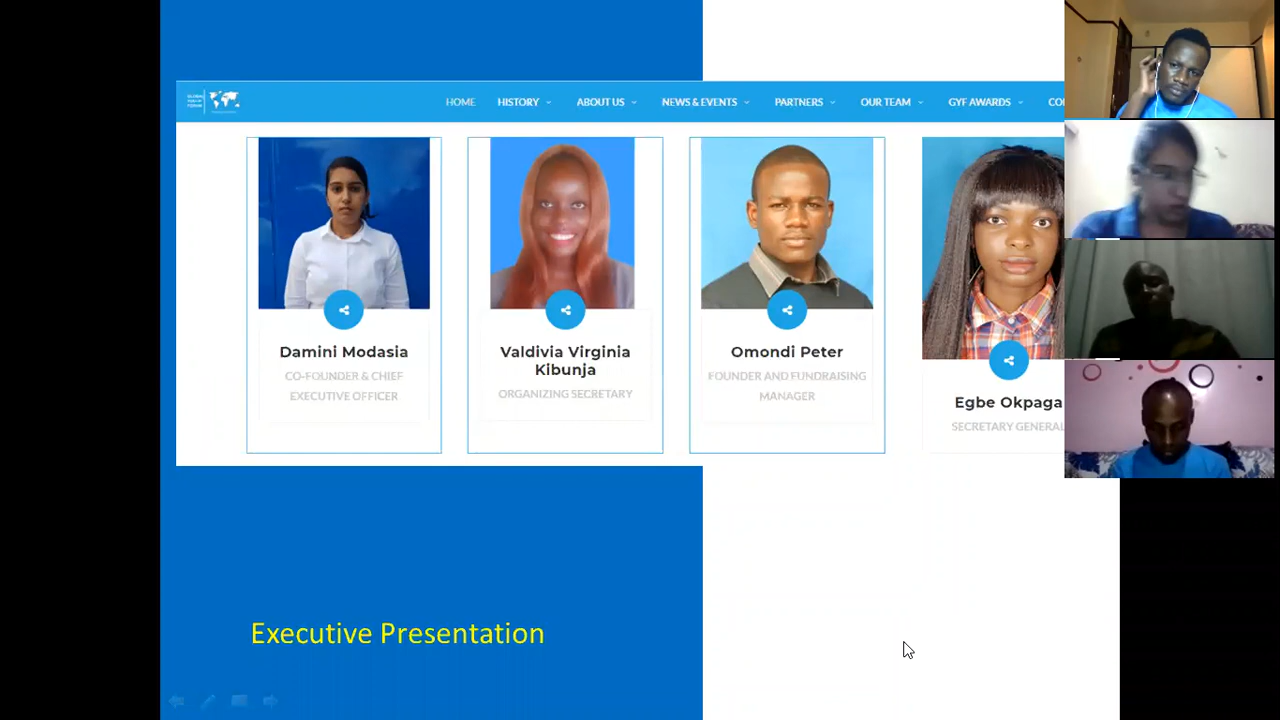 HOME HISTORY ABOUT US NEWS & EVENTS PARTNERS OUR TEAM GYF AWARDS
Damini Modasia
CO-FOUNDER & CHIEF
EXECUTIVE OFFICER
Valdivia Virginia
Kibunja
ORGANIZING SECRETARY
Omondi Peter
FOUNDER AND FUNDRAISING
MANAGER
Egbe Okpaga
SECRETARY GENERAL
Executive Presentation